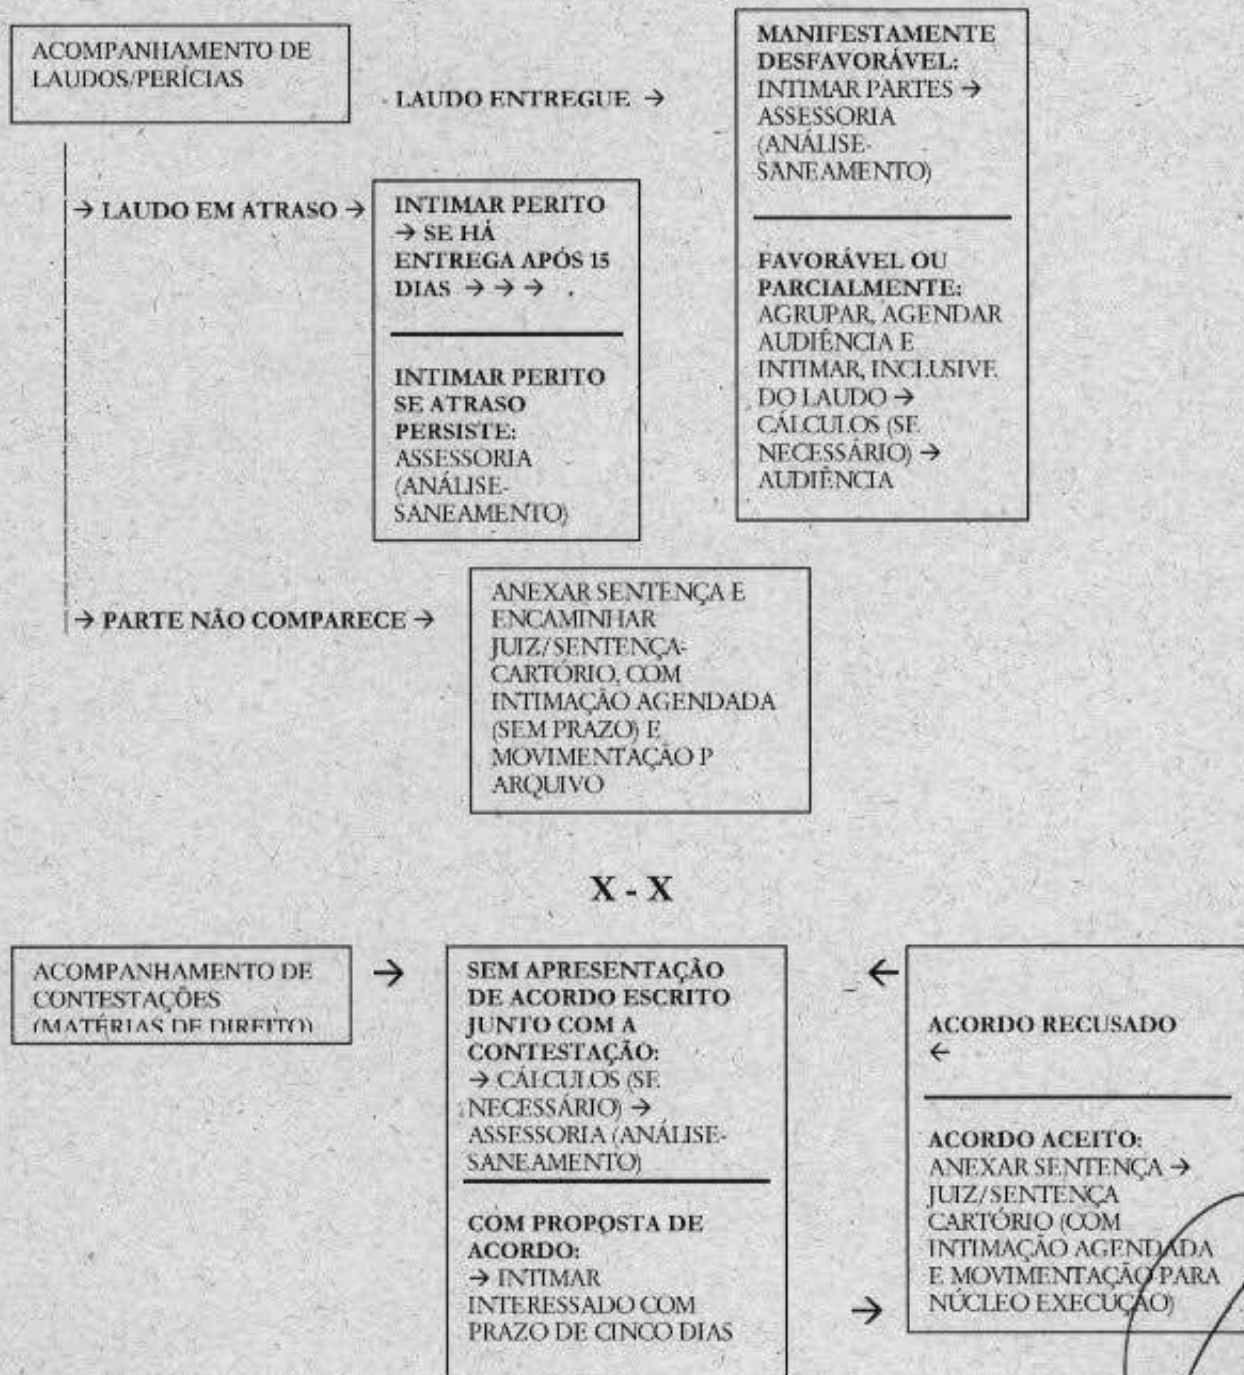 ACOMPANHAMENTO DE
LAUDOS/PERÍCIAS
LAUDO ENTREGUE →
MANIFESTAMENTE
DESFAVORÁVEL:
INTIMAR PARTES →
ASSESSORIA
(ANÁLISE-
SANEAMENTO)
FAVORÁVEL OU
PARCIALMENTE:
AGRUPAR, AGENDAR
AUDIÊNCIA E
INTIMAR, INCLUSIVE
DO LAUDO →
CÁLCULOS (SE
NECESSÁRIO) →
AUDIÊNCIA
→ LAUDO EM ATRASO →
INTIMAR PERITO
→ SE HÁ
ENTREGA APÓS 15
DIAS → → →
INTIMAR PERITO
SE ATRASO
PERSISTE:
ASSESSORIA
(ANÁLISE-
SANEAMENTO)
→ PARTE NÃO COMPARECE →
ANEXAR SENTENÇA E
ENCAMINHAR
JUIZ/SENTENÇA-
CARTÓRIO, COM
INTIMAÇÃO AGENDADA
(SEM PRAZO) E
MOVIMENTAÇÃO P
ARQUIVO
X - X
ACOMPANHAMENTO DE
CONTESTAÇÕES
(MATÉRIAS DE DIREITO)
→
SEM APRESENTAÇÃO
DE ACORDO ESCRITO
JUNTO COM A
CONTESTAÇÃO:
→ CÁLCULOS (SE
NECESSÁRIO) →
ASSESSORIA (ANÁLISE-
SANEAMENTO)
COM PROPOSTA DE
ACORDO:
→ INTIMAR
INTERESSADO COM
PRAZO DE CINCO DIAS
←
→
ACORDO RECUSADO
←
ACORDO ACEITO:
ANEXAR SENTENÇA →
JUIZ/SENTENÇA
CARTÓRIO (COM
INTIMAÇÃO AGENDADA
E MOVIMENTAÇÃO PARA
NÚCLEO EXECUÇÃO)